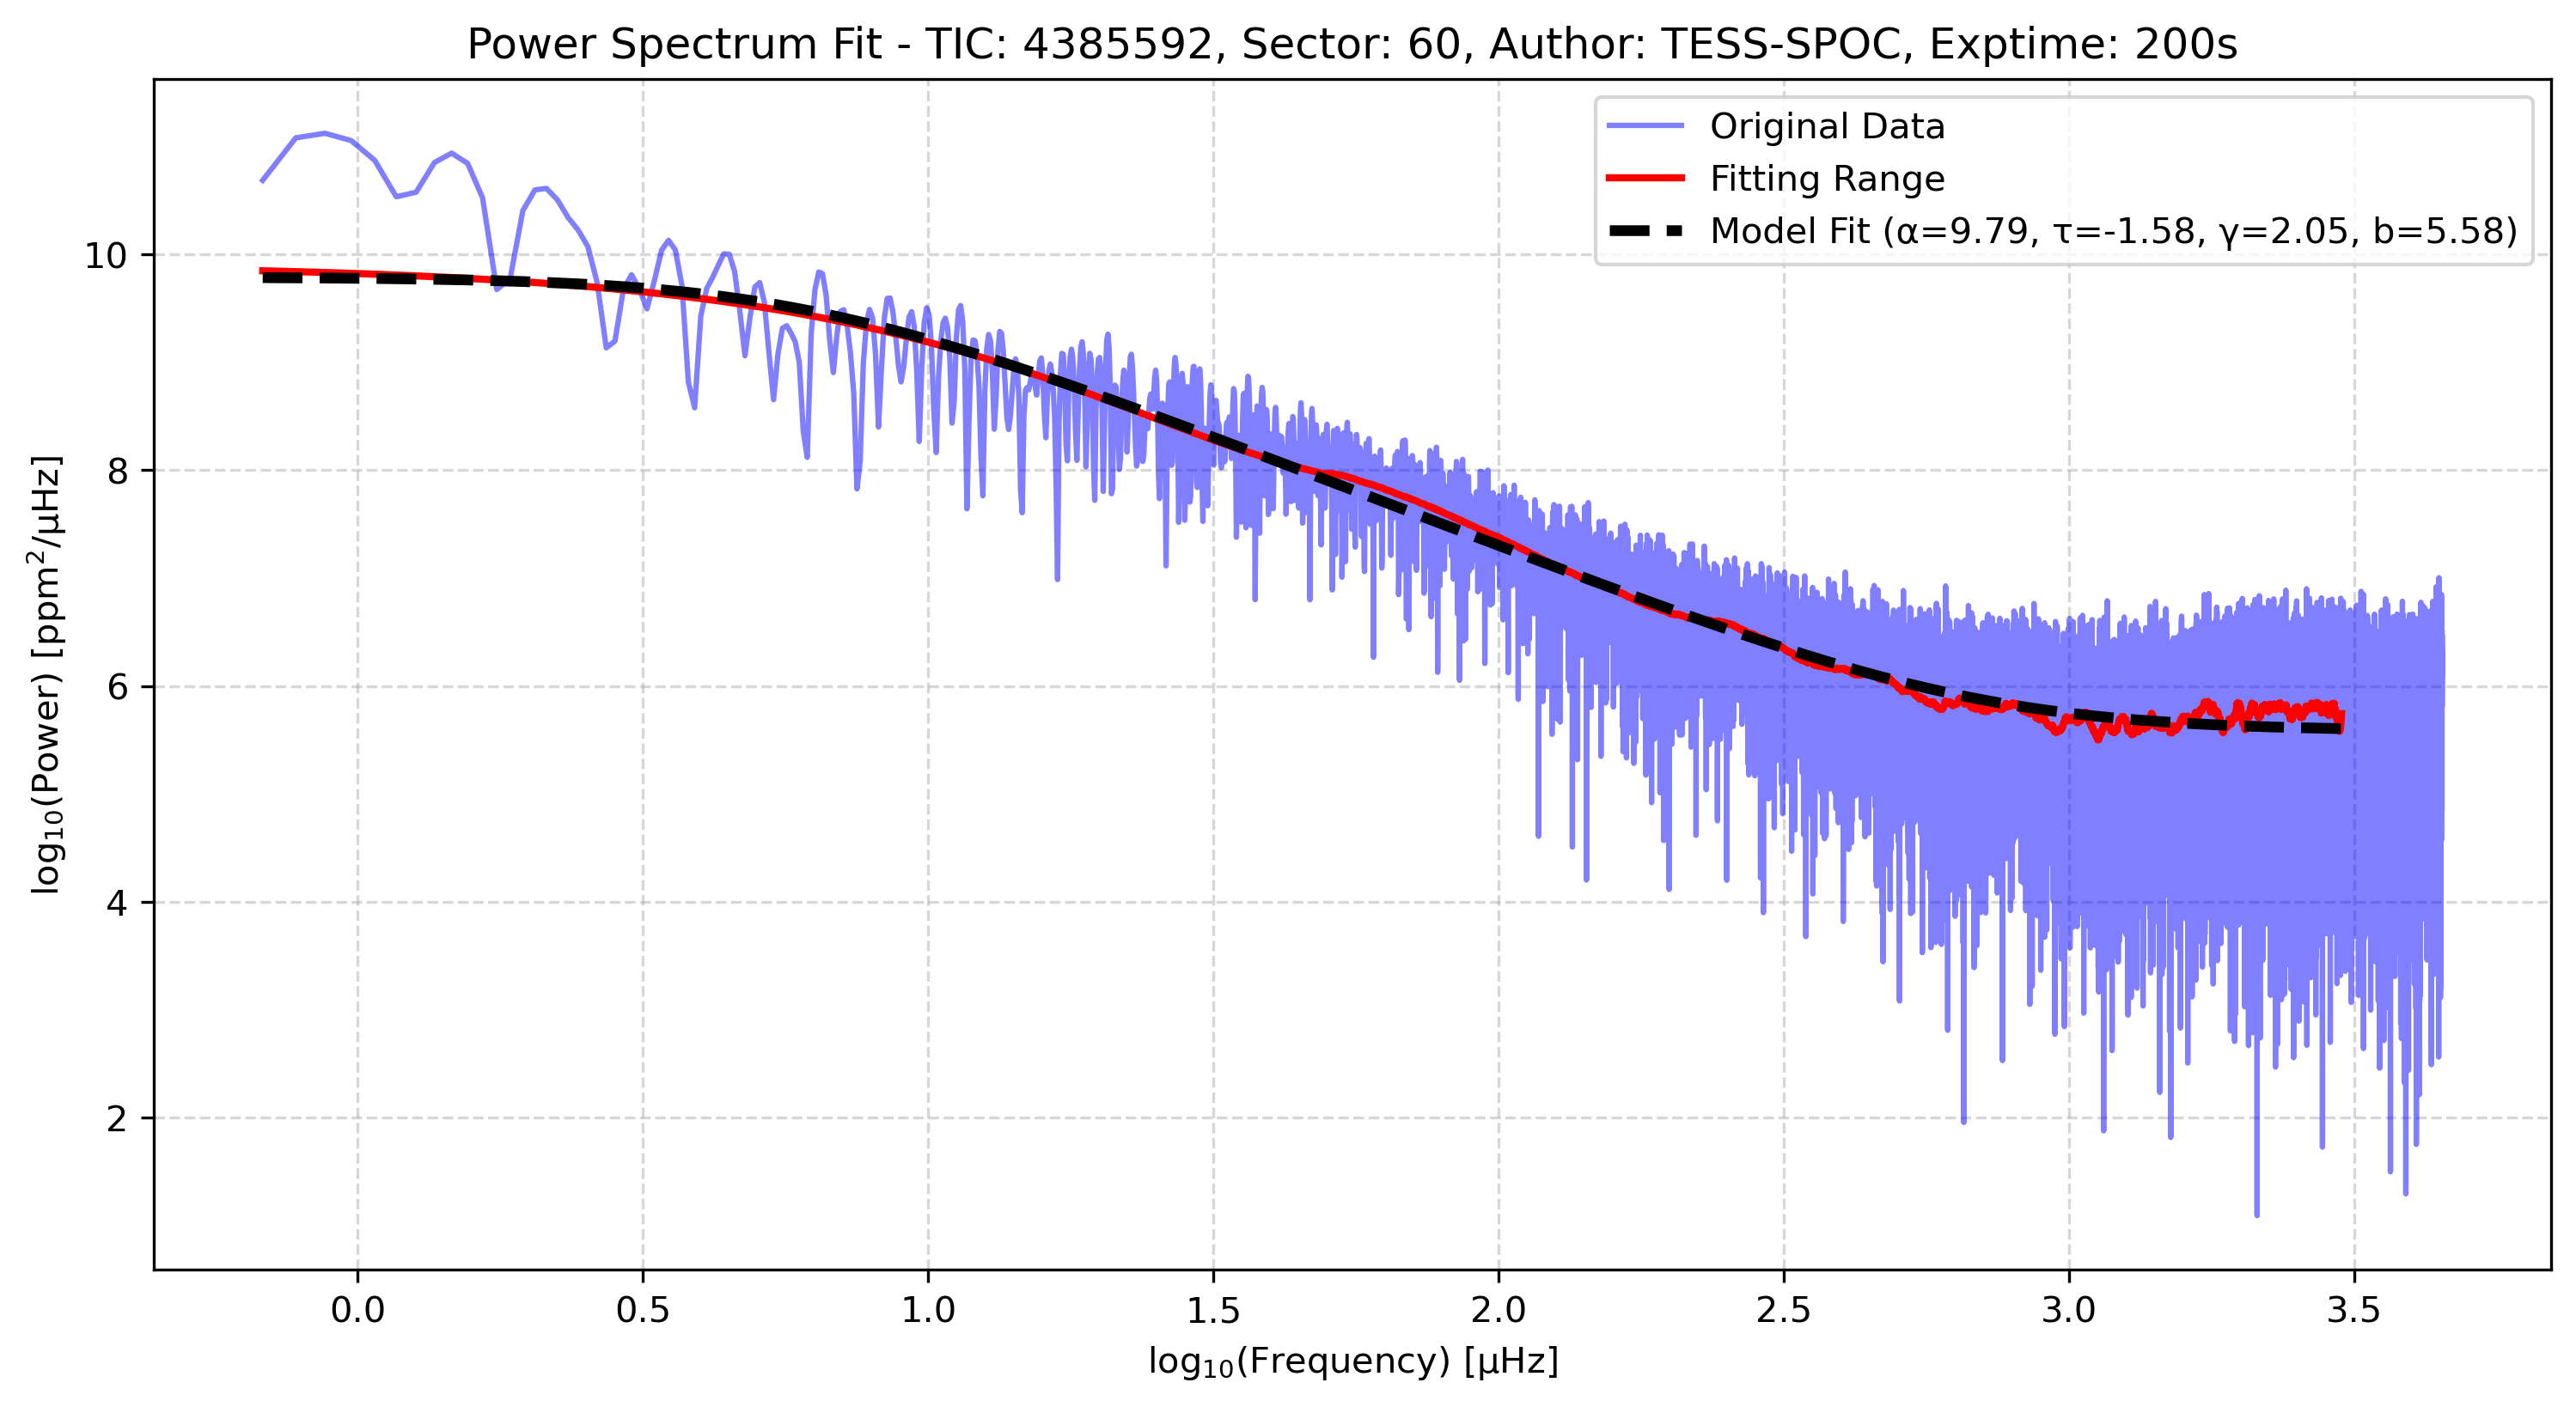 Power Spectrum Fit - TIC: 4385592, Sector: 60, Author: TESS-SPOC, Exptime: 200s
Original Data
Fitting Range
Model Fit (α=9.79, τ=-1.58, γ=2.05, b=5.58)
log₁₀(Power) [ppm²/μHz]
10
8
6
4
2
0.0 0.5 1.0 1.5 2.0 2.5 3.0 3.5
log₁₀(Frequency) [μHz]